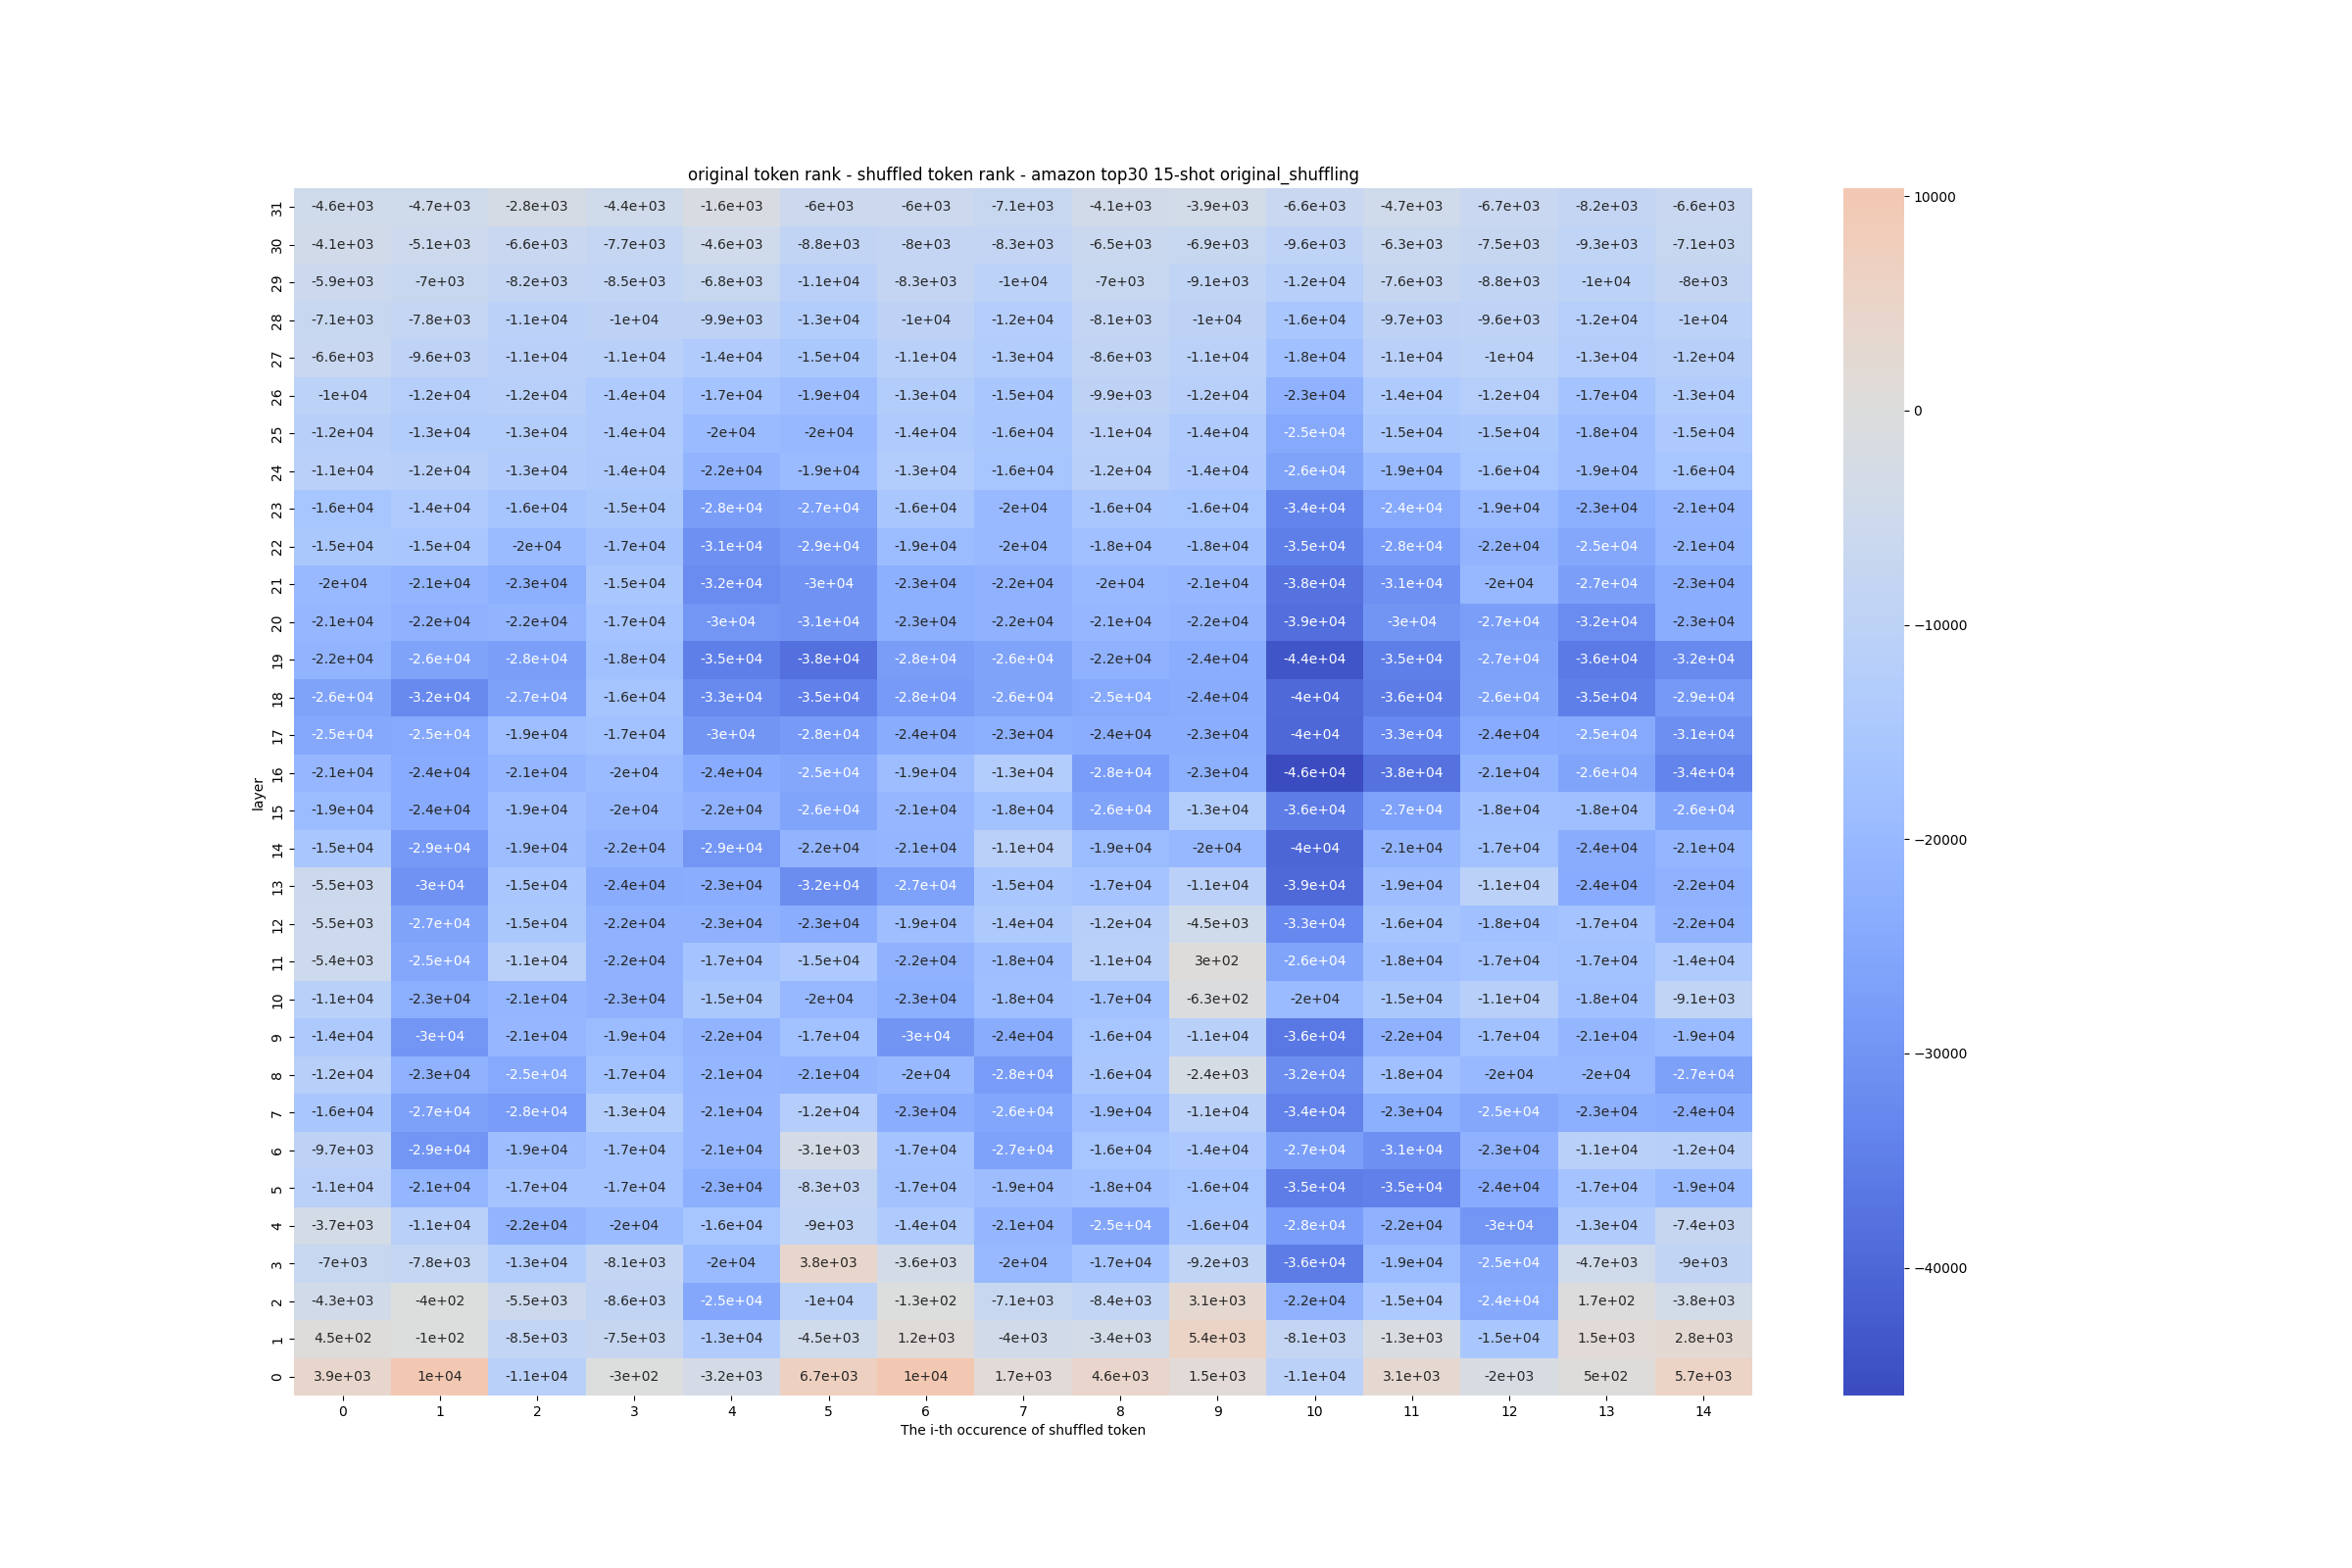 original token rank - shuffled token rank - amazon top30 15-shot original_shuffling
31 -4.6e+03 -4.7e+03 -2.8e+03 -4.4e+03 -1.6e+03 -6e+03 -6e+03 -7.1e+03 -4.1e+03 -3.9e+03 -6.6e+03 -4.7e+03 -6.7e+03 -8.2e+03 -6.6e+03 10000
30 -4.1e+03 -5.1e+03 -6.6e+03 -7.7e+03 -4.6e+03 -8.8e+03 -8e+03 -8.3e+03 -6.5e+03 -6.9e+03 -9.6e+03 -6.3e+03 -7.5e+03 -9.3e+03 -7.1e+03
29 -5.9e+03 -7e+03 -8.2e+03 -8.5e+03 -6.8e+03 -1.1e+04 -8.3e+03 -1e+04 -7e+03 -9.1e+03 -1.2e+04 -7.6e+03 -8.8e+03 -1e+04 -8e+03
28 -7.1e+03 -7.8e+03 -1.1e+04 -1e+04 -9.9e+03 -1.3e+04 -1e+04 -1.2e+04 -8.1e+03 -1e+04 -1.6e+04 -9.7e+03 -9.6e+03 -1.2e+04 -1e+04
27 -6.6e+03 -9.6e+03 -1.1e+04 -1.1e+04 -1.4e+04 -1.5e+04 -1.1e+04 -1.3e+04 -8.6e+03 -1.1e+04 -1.8e+04 -1.1e+04 -1e+04 -1.3e+04 -1.2e+04
26 -1e+04 -1.2e+04 -1.2e+04 -1.4e+04 -1.7e+04 -1.9e+04 -1.3e+04 -1.5e+04 -9.9e+03 -1.2e+04 -2.3e+04 -1.4e+04 -1.2e+04 -1.7e+04 -1.3e+04 0
25 -1.2e+04 -1.3e+04 -1.3e+04 -1.4e+04 -2e+04 -2e+04 -1.4e+04 -1.6e+04 -1.1e+04 -1.4e+04 -2.5e+04 -1.5e+04 -1.5e+04 -1.8e+04 -1.5e+04
24 -1.1e+04 -1.2e+04 -1.3e+04 -1.4e+04 -2.2e+04 -1.9e+04 -1.3e+04 -1.6e+04 -1.2e+04 -1.4e+04 -2.6e+04 -1.9e+04 -1.6e+04 -1.9e+04 -1.6e+04
23 -1.6e+04 -1.4e+04 -1.6e+04 -1.5e+04 -2.8e+04 -2.7e+04 -1.6e+04 -2e+04 -1.6e+04 -1.6e+04 -3.4e+04 -2.4e+04 -1.9e+04 -2.3e+04 -2.1e+04
22 -1.5e+04 -1.5e+04 -2e+04 -1.7e+04 -3.1e+04 -2.9e+04 -1.9e+04 -2e+04 -1.8e+04 -1.8e+04 -3.5e+04 -2.8e+04 -2.2e+04 -2.5e+04 -2.1e+04
21 -2e+04 -2.1e+04 -2.3e+04 -1.5e+04 -3.2e+04 -3e+04 -2.3e+04 -2.2e+04 -2e+04 -2.1e+04 -3.8e+04 -3.1e+04 -2e+04 -2.7e+04 -2.3e+04
20 -2.1e+04 -2.2e+04 -2.2e+04 -1.7e+04 -3e+04 -3.1e+04 -2.3e+04 -2.2e+04 -2.1e+04 -2.2e+04 -3.9e+04 -3e+04 -2.7e+04 -3.2e+04 -2.3e+04 −10000
19 -2.2e+04 -2.6e+04 -2.8e+04 -1.8e+04 -3.5e+04 -3.8e+04 -2.8e+04 -2.6e+04 -2.2e+04 -2.4e+04 -4.4e+04 -3.5e+04 -2.7e+04 -3.6e+04 -3.2e+04
18 -2.6e+04 -3.2e+04 -2.7e+04 -1.6e+04 -3.3e+04 -3.5e+04 -2.8e+04 -2.6e+04 -2.5e+04 -2.4e+04 -4e+04 -3.6e+04 -2.6e+04 -3.5e+04 -2.9e+04
17 -2.5e+04 -2.5e+04 -1.9e+04 -1.7e+04 -3e+04 -2.8e+04 -2.4e+04 -2.3e+04 -2.4e+04 -2.3e+04 -4e+04 -3.3e+04 -2.4e+04 -2.5e+04 -3.1e+04
16 -2.1e+04 -2.4e+04 -2.1e+04 -2e+04 -2.4e+04 -2.5e+04 -1.9e+04 -1.3e+04 -2.8e+04 -2.3e+04 -4.6e+04 -3.8e+04 -2.1e+04 -2.6e+04 -3.4e+04
layer
15 -1.9e+04 -2.4e+04 -1.9e+04 -2e+04 -2.2e+04 -2.6e+04 -2.1e+04 -1.8e+04 -2.6e+04 -1.3e+04 -3.6e+04 -2.7e+04 -1.8e+04 -1.8e+04 -2.6e+04
14 -1.5e+04 -2.9e+04 -1.9e+04 -2.2e+04 -2.9e+04 -2.2e+04 -2.1e+04 -1.1e+04 -1.9e+04 -2e+04 -4e+04 -2.1e+04 -1.7e+04 -2.4e+04 -2.1e+04 −20000
13 -5.5e+03 -3e+04 -1.5e+04 -2.4e+04 -2.3e+04 -3.2e+04 -2.7e+04 -1.5e+04 -1.7e+04 -1.1e+04 -3.9e+04 -1.9e+04 -1.1e+04 -2.4e+04 -2.2e+04
12 -5.5e+03 -2.7e+04 -1.5e+04 -2.2e+04 -2.3e+04 -2.3e+04 -1.9e+04 -1.4e+04 -1.2e+04 -4.5e+03 -3.3e+04 -1.6e+04 -1.8e+04 -1.7e+04 -2.2e+04
11 -5.4e+03 -2.5e+04 -1.1e+04 -2.2e+04 -1.7e+04 -1.5e+04 -2.2e+04 -1.8e+04 -1.1e+04 3e+02 -2.6e+04 -1.8e+04 -1.7e+04 -1.7e+04 -1.4e+04
10 -1.1e+04 -2.3e+04 -2.1e+04 -2.3e+04 -1.5e+04 -2e+04 -2.3e+04 -1.8e+04 -1.7e+04 -6.3e+02 -2e+04 -1.5e+04 -1.1e+04 -1.8e+04 -9.1e+03
9 -1.4e+04 -3e+04 -2.1e+04 -1.9e+04 -2.2e+04 -1.7e+04 -3e+04 -2.4e+04 -1.6e+04 -1.1e+04 -3.6e+04 -2.2e+04 -1.7e+04 -2.1e+04 -1.9e+04 −30000
8 -1.2e+04 -2.3e+04 -2.5e+04 -1.7e+04 -2.1e+04 -2.1e+04 -2e+04 -2.8e+04 -1.6e+04 -2.4e+03 -3.2e+04 -1.8e+04 -2e+04 -2e+04 -2.7e+04
7 -1.6e+04 -2.7e+04 -2.8e+04 -1.3e+04 -2.1e+04 -1.2e+04 -2.3e+04 -2.6e+04 -1.9e+04 -1.1e+04 -3.4e+04 -2.3e+04 -2.5e+04 -2.3e+04 -2.4e+04
6 -9.7e+03 -2.9e+04 -1.9e+04 -1.7e+04 -2.1e+04 -3.1e+03 -1.7e+04 -2.7e+04 -1.6e+04 -1.4e+04 -2.7e+04 -3.1e+04 -2.3e+04 -1.1e+04 -1.2e+04
5 -1.1e+04 -2.1e+04 -1.7e+04 -1.7e+04 -2.3e+04 -8.3e+03 -1.7e+04 -1.9e+04 -1.8e+04 -1.6e+04 -3.5e+04 -3.5e+04 -2.4e+04 -1.7e+04 -1.9e+04
4 -3.7e+03 -1.1e+04 -2.2e+04 -2e+04 -1.6e+04 -9e+03 -1.4e+04 -2.1e+04 -2.5e+04 -1.6e+04 -2.8e+04 -2.2e+04 -3e+04 -1.3e+04 -7.4e+03
3 -7e+03 -7.8e+03 -1.3e+04 -8.1e+03 -2e+04 3.8e+03 -3.6e+03 -2e+04 -1.7e+04 -9.2e+03 -3.6e+04 -1.9e+04 -2.5e+04 -4.7e+03 -9e+03 −40000
2 -4.3e+03 -4e+02 -5.5e+03 -8.6e+03 -2.5e+04 -1e+04 -1.3e+02 -7.1e+03 -8.4e+03 3.1e+03 -2.2e+04 -1.5e+04 -2.4e+04 1.7e+02 -3.8e+03
1 4.5e+02 -1e+02 -8.5e+03 -7.5e+03 -1.3e+04 -4.5e+03 1.2e+03 -4e+03 -3.4e+03 5.4e+03 -8.1e+03 -1.3e+03 -1.5e+04 1.5e+03 2.8e+03
0 3.9e+03 1e+04 -1.1e+04 -3e+02 -3.2e+03 6.7e+03 1e+04 1.7e+03 4.6e+03 1.5e+03 -1.1e+04 3.1e+03 -2e+03 5e+02 5.7e+03
0 1 2 3 4 5 6 7 8 9 10 11 12 13 14
The i-th occurence of shuffled token